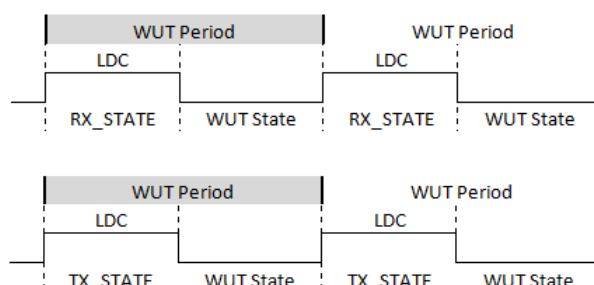 WUT Period WUT Period
LDC LDC
RX_STATE WUT State RX_STATE WUT State
WUT Period WUT Period
LDC LDC
TX_STATE WUT State TX_STATE WUT State